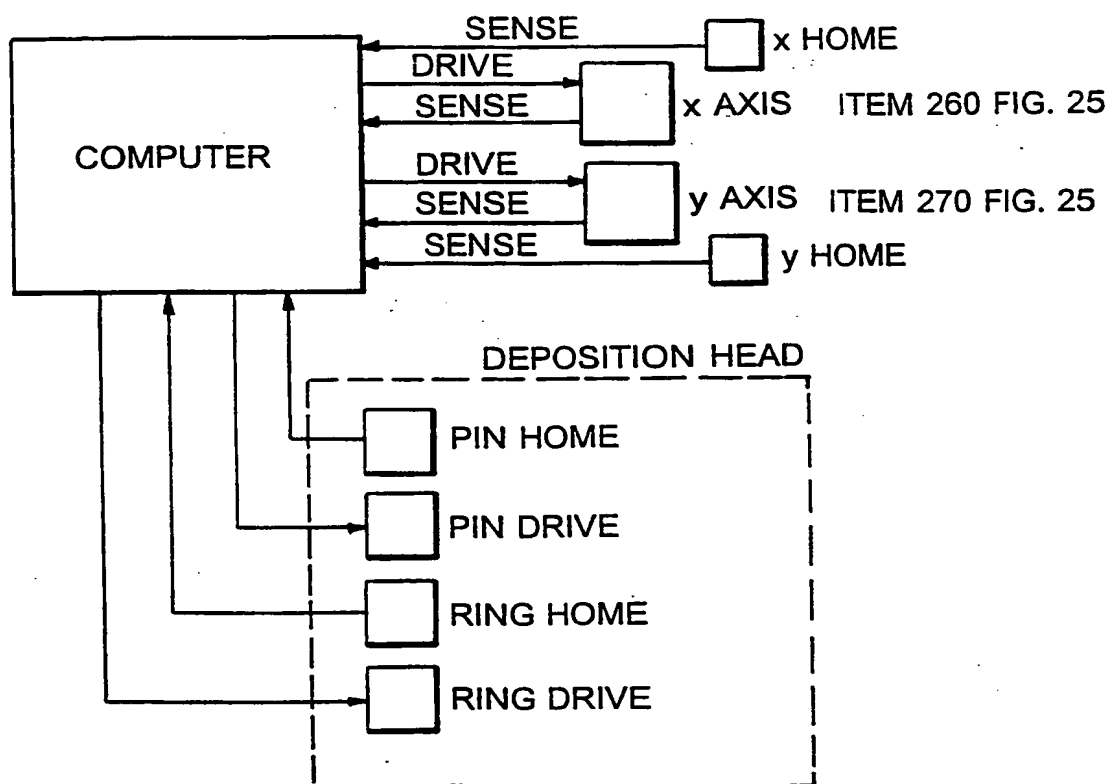 SENSE
x HOME
DRIVE
SENSE
x AXIS ITEM 260 FIG. 25
COMPUTER
DRIVE
SENSE
y AXIS ITEM 270 FIG. 25
SENSE
y HOME
DEPOSITION HEAD
PIN HOME
PIN DRIVE
RING HOME
RING DRIVE